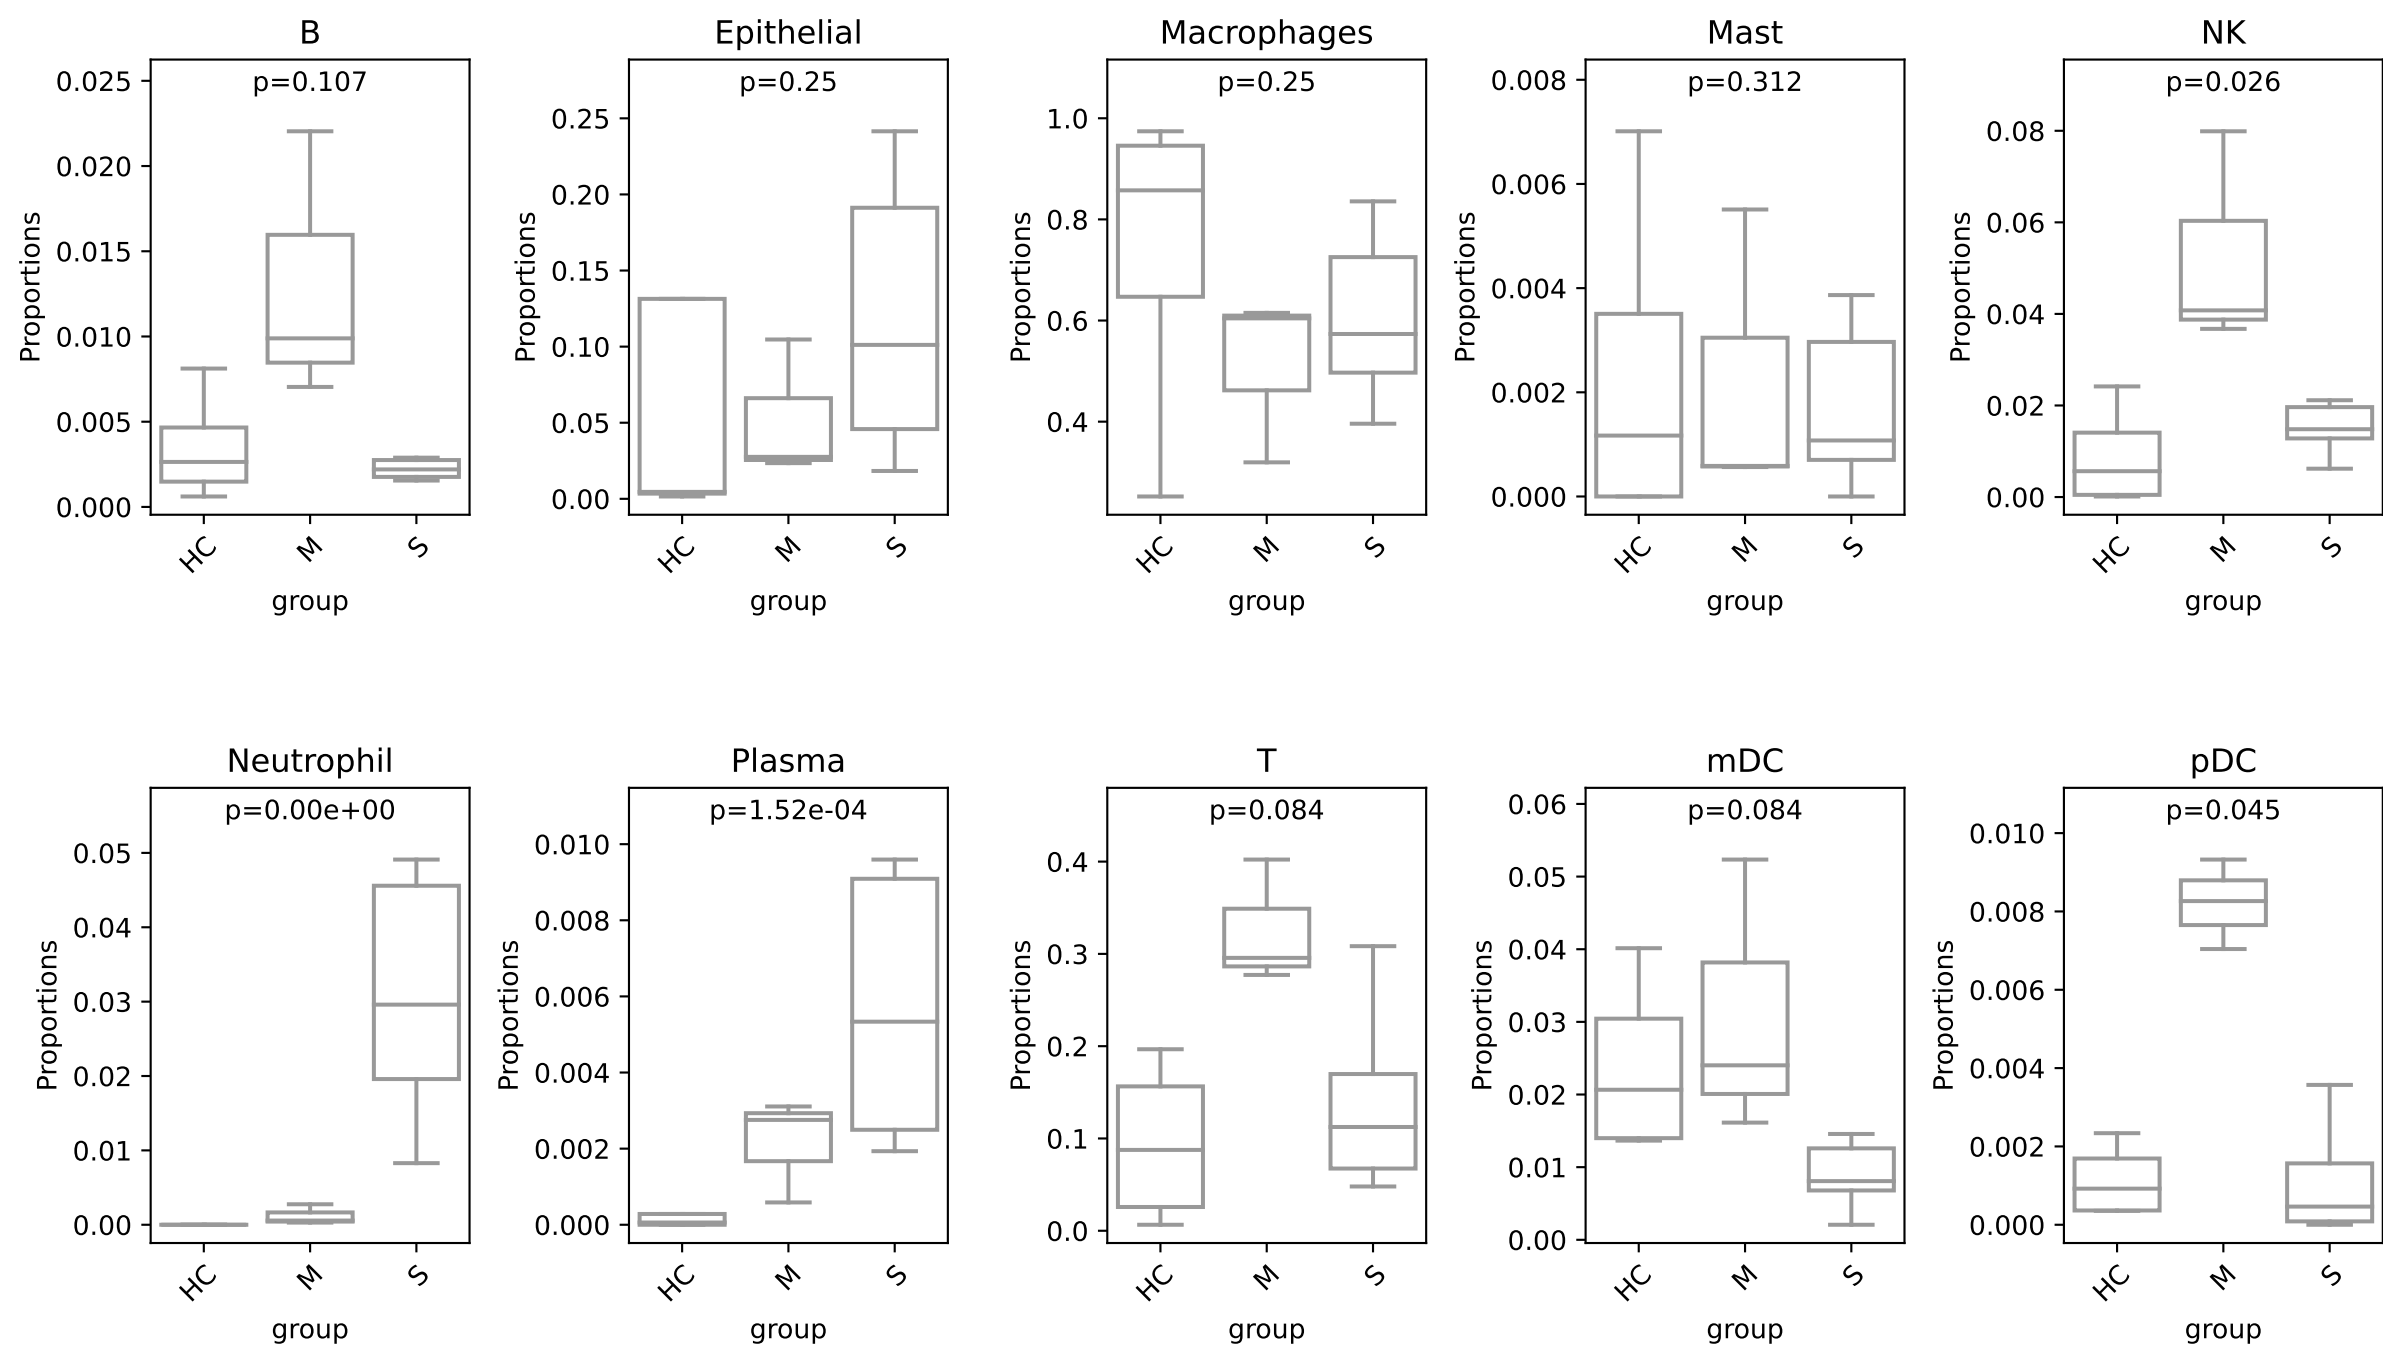 B
p=0.107
0.025
0.020
0.015
0.010
0.005
0.000
Proportions
HC M S
group
Epithelial
p=0.25
0.25
0.20
0.15
0.10
0.05
0.00
Proportions
HC M S
group
Macrophages
p=0.25
1.0
0.8
0.6
0.4
Proportions
HC M S
group
Mast
p=0.312
0.008
0.006
0.004
0.002
0.000
Proportions
HC M S
group
NK
p=0.026
0.08
0.06
0.04
0.02
0.00
Proportions
HC M S
group
Neutrophil
p=0.00e+00
0.05
0.04
0.03
0.02
0.01
0.00
Proportions
HC M S
group
Plasma
p=1.52e-04
0.010
0.008
0.006
0.004
0.002
0.000
Proportions
HC M S
group
T
p=0.084
0.4
0.3
0.2
0.1
0.0
Proportions
HC M S
group
mDC
p=0.084
0.06
0.05
0.04
0.03
0.02
0.01
0.00
Proportions
HC M S
group
pDC
p=0.045
0.010
0.008
0.006
0.004
0.002
0.000
Proportions
HC M S
group